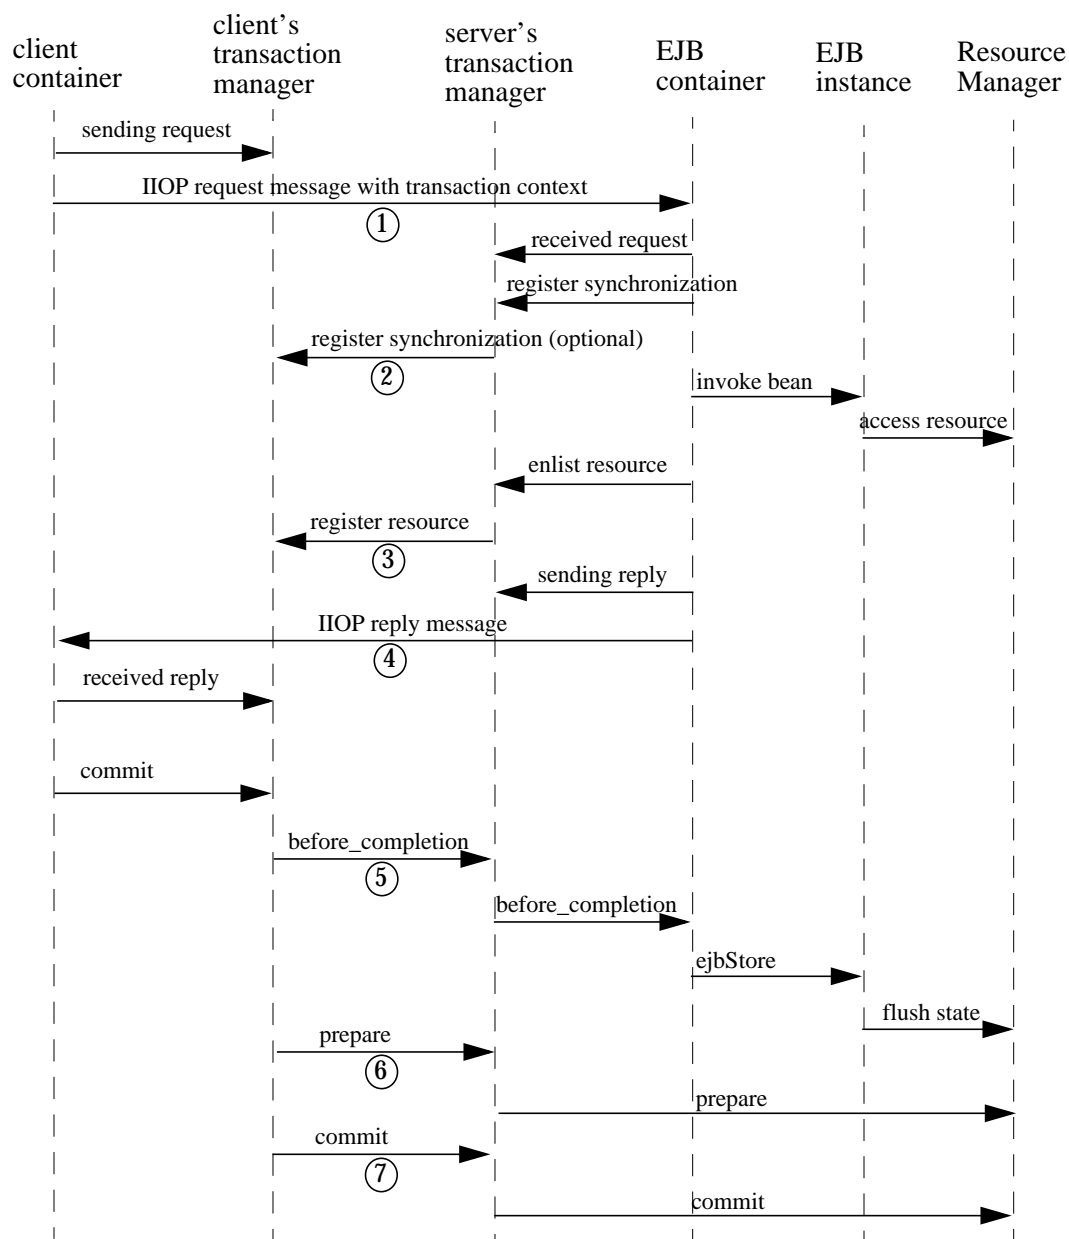 client
container
client's
transaction
manager
server's
transaction
manager
EJB
container
EJB
instance
Resource
Manager
sending request
IIOP request message with transaction context
1
received request
register synchronization
register synchronization (optional)
2
invoke bean
access resource
enlist resource
register resource
3
sending reply
IIOP reply message
4
received reply
commit
before_completion
5
before_completion
ejbStore
flush state
prepare
6
prepare
commit
7
commit